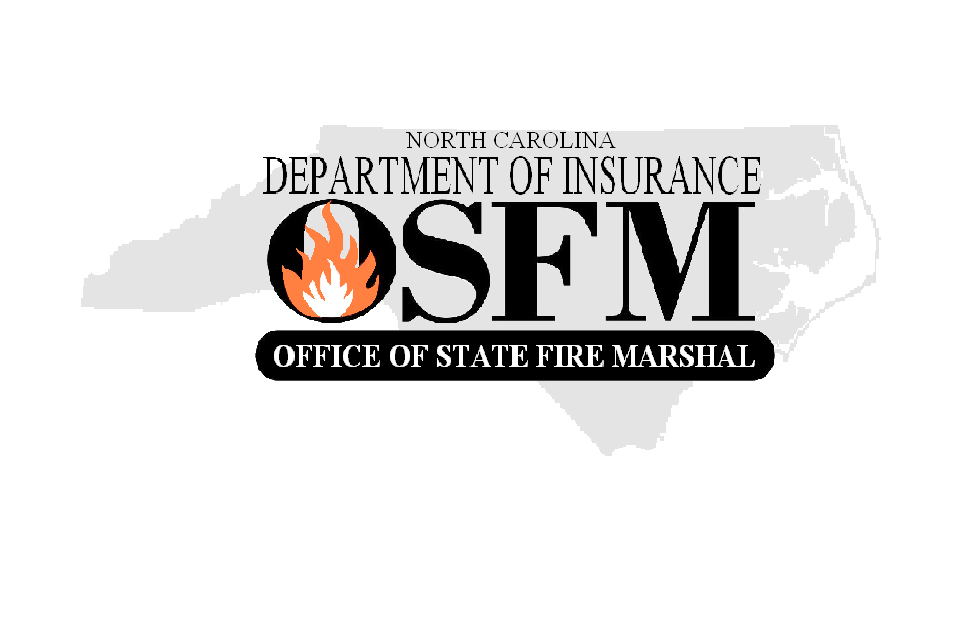 NORTH CAROLINA
DEPARTMENT OF INSURANCE
OSFM
OFFICE OF STATE FIRE MARSHAL